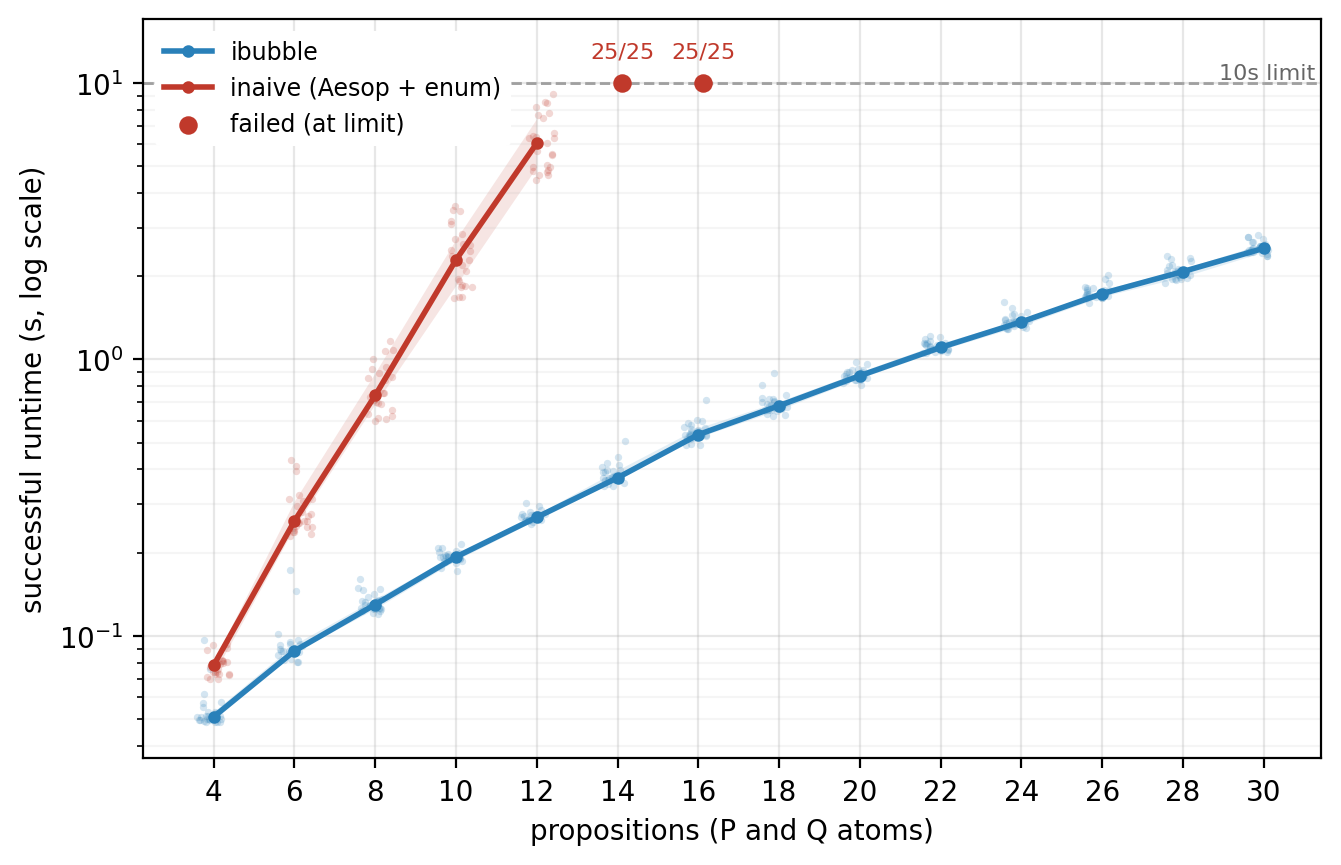 ibubble
inaive (Aesop + enum)
failed (at limit)
25/25 25/25
10s limit
10¹
10⁰
10⁻¹
successful runtime (s, log scale)
4 6 8 10 12 14 16 18 20 22 24 26 28 30
propositions (P and Q atoms)